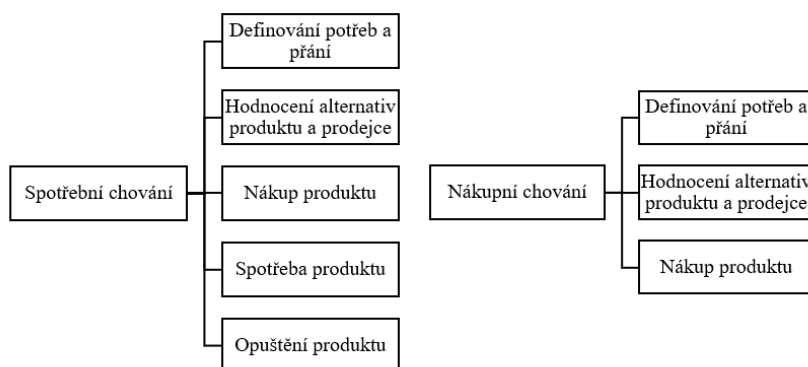 Spotřební chování
Definování potřeb a
přání
Hodnocení alternativ
produktu a prodejce
Nákup produktu
Spotřeba produktu
Opuštění produktu
Nákupní chování
Definování potřeb a
přání
Hodnocení alternativ
produktu a prodejce
Nákup produktu